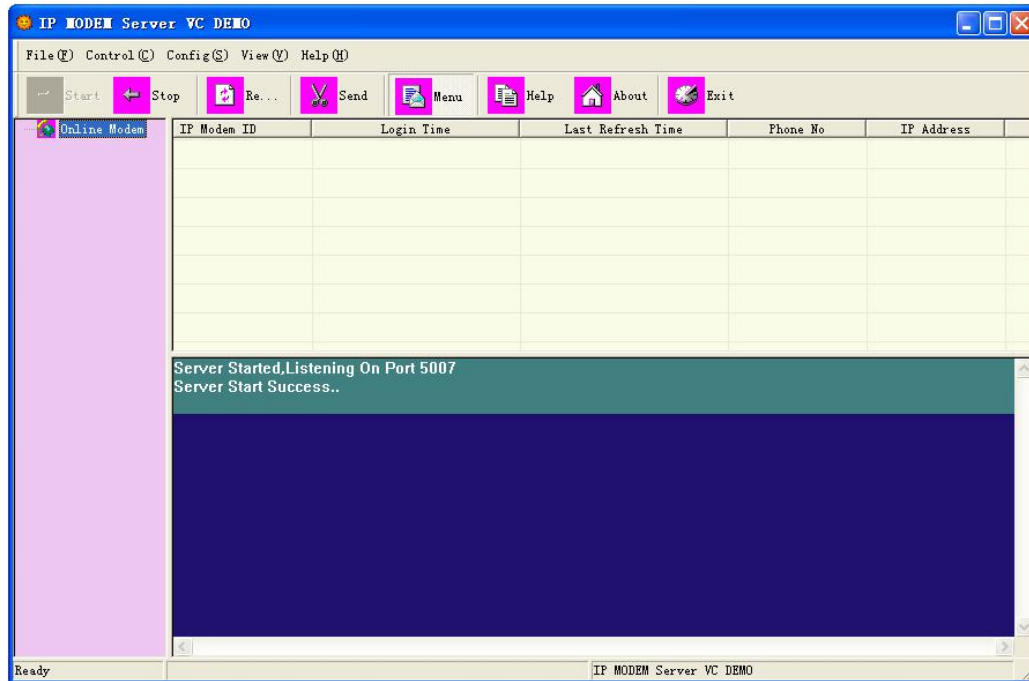 IP MODEM Server VC DEMO
File(F) Control(C) Config(S) View(V) Help(H)
Start Stop Re... Send Menu Help About Exit
Online Modem
IP Modem ID Login Time Last Refresh Time Phone No IP Address
Server Started,Listening On Port 5007
Server Start Success..
Ready IP MODEM Server VC DEMO